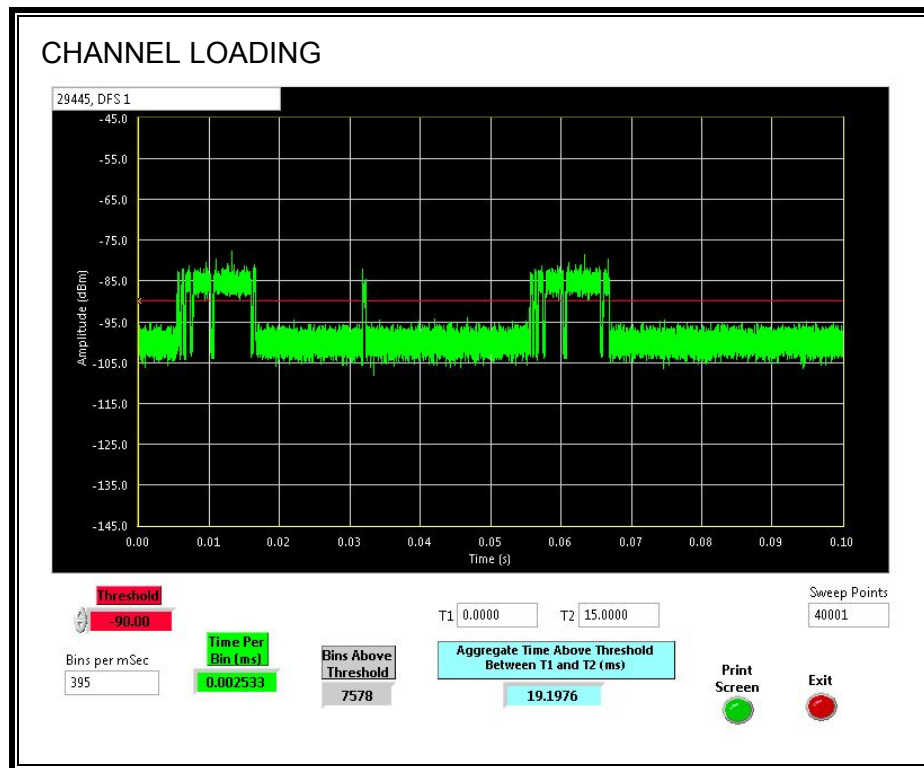 CHANNEL LOADING
29445, DFS 1
-45.0
-55.0
-65.0
-75.0
-85.0
-95.0
-105.0
-115.0
-125.0
-135.0
-145.0
Amplitude (dBm)
0.00 0.01 0.02 0.03 0.04 0.05 0.06 0.07 0.08 0.09 0.10
Time (s)
Threshold
-90.00
Bins per mSec
395
Time Per
Bin (ms)
0.002533
Bins Above
Threshold
7578
T1 0.0000 T2 15.0000
Aggregate Time Above Threshold
Between T1 and T2 (ms)
19.1976
Sweep Points
40001
Print
Screen
Exit